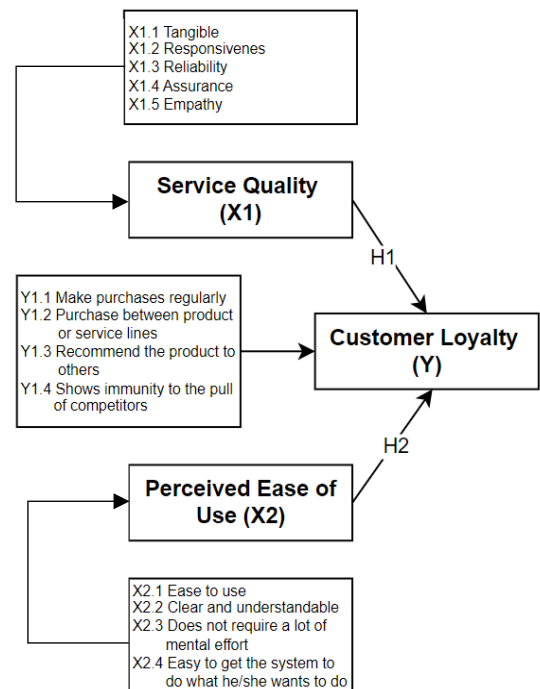 X1.1 Tangible
X1.2 Responsivenes
X1.3 Reliability
X1.4 Assurance
X1.5 Empathy
Service Quality
(X1)
H1
Y1.1 Make purchases regularly
Y1.2 Purchase between product
or service lines
Y1.3 Recommend the product to
others
Y1.4 Shows immunity to the pull
of competitors
Customer Loyalty
(Y)
H2
Perceived Ease of
Use (X2)
X2.1 Ease to use
X2.2 Clear and understandable
X2.3 Does not require a lot of
mental effort
X2.4 Easy to get the system to
do what he/she wants to do